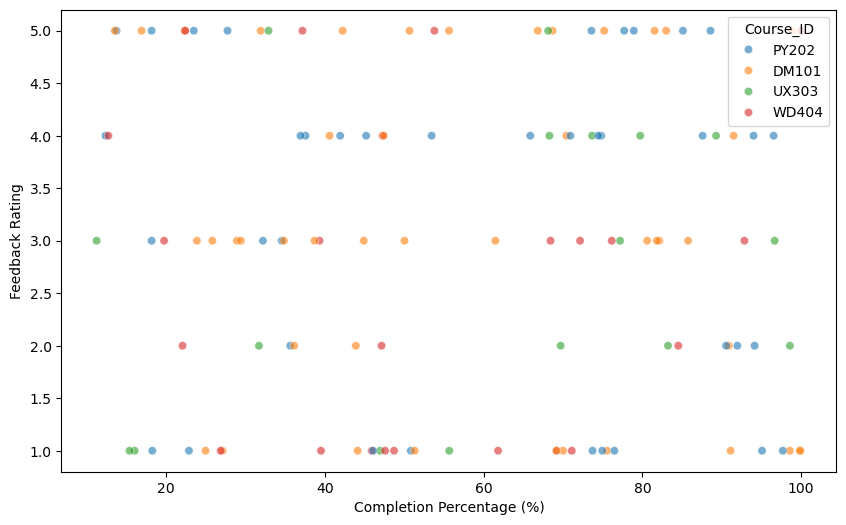 5.0
4.5
4.0
3.5
3.0
2.5
2.0
1.5
1.0
Feedback Rating
20
40
60
80
100
Completion Percentage (%)
Course_ID
PY202
DM101
UX303
WD404